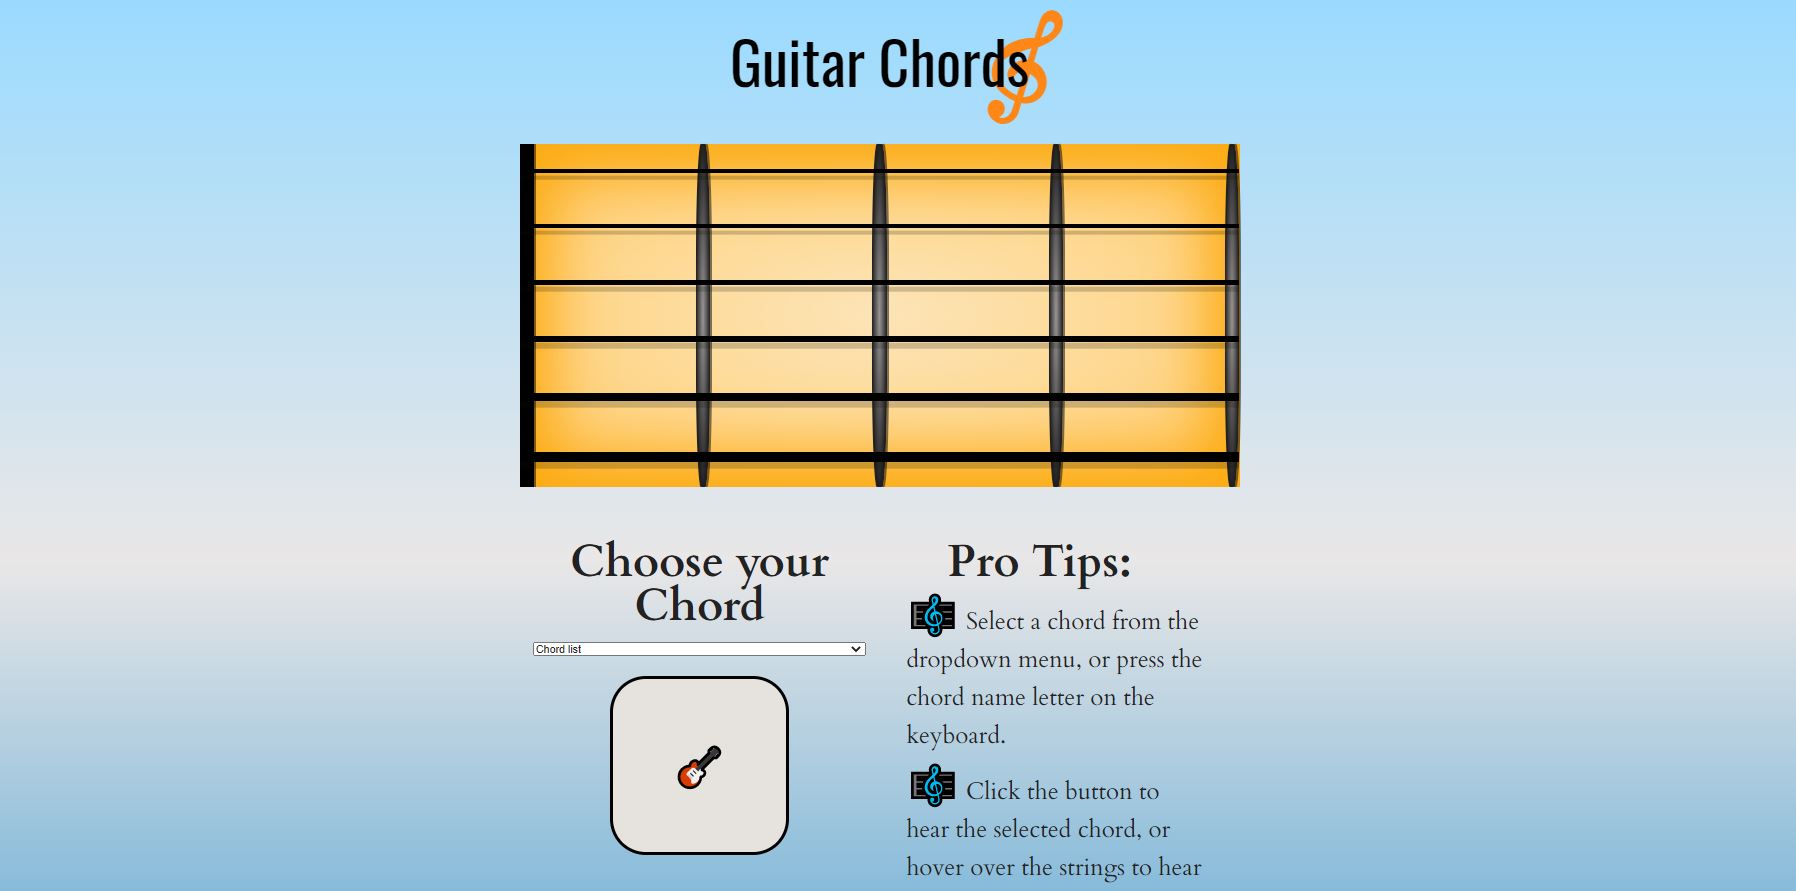 Guitar Chords
Choose your
Chord
Chord list
Pro Tips:
Select a chord from the
dropdown menu, or press the
chord name letter on the
keyboard.
Click the button to
hear the selected chord, or
hover over the strings to hear